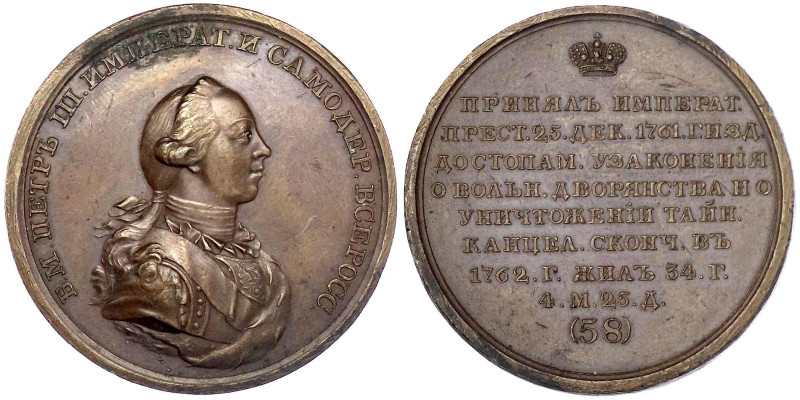 Б М ПЕТРЪ III. ИМПЕРАТ. И САМОДЕР. ВСЕРОСС.
ПРИНЯЛЪ ИМПЕРАТ.
ПРЕСТ. 25. ДЕК. 1761. Г. ИЗД.
ДОСТОПАМ. УЗАКОНЕНІЯ
О ВОЛЬН. ДВОРЯНСТВА И О
УНИЧТОЖЕНІИ ТАЙН.
КАНЦЕЛ. СКОНЧ. ВЪ
1762. Г. ЖИЛЪ 34. Г.
4. М. 25. Д.
(58)